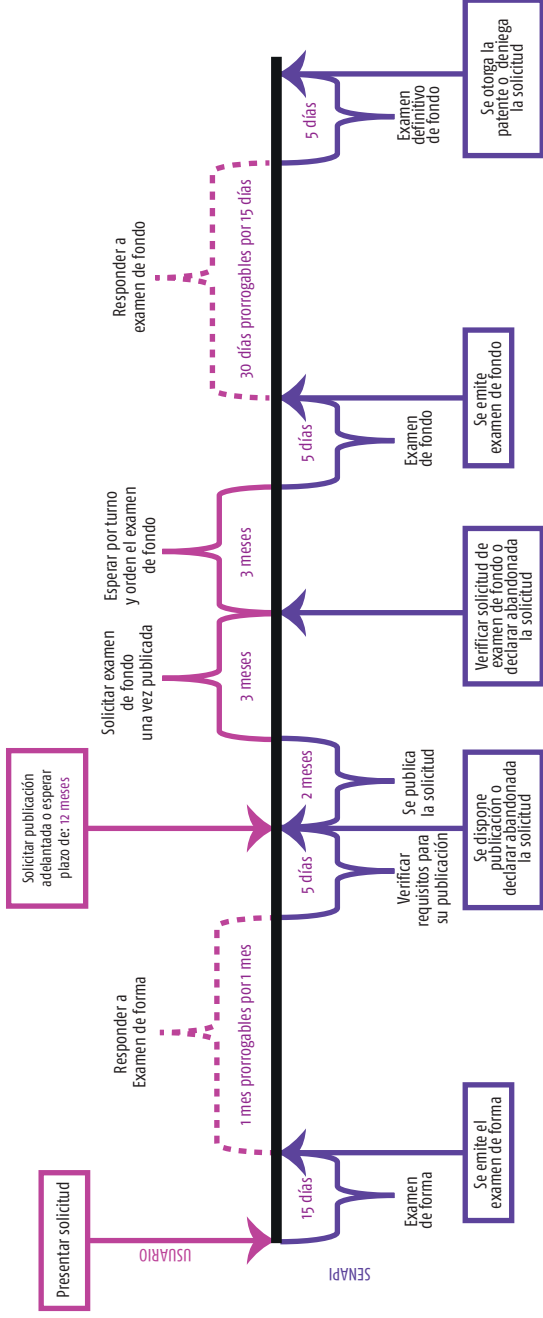 Presentar solicitud
USUARIO
SENAPI
15 días
Examen
de forma
Se emite el
examen de forma
Responder a
Examen de forma
1 mes prorrogables por 1 mes
5 días
Verificar
requisitos para
su publicación
Solicitar publicación
adelantada o esperar
plazo de: 12 meses
Se dispone
publicación o
declarar abandonada
la solicitud
2 meses
Se publica
la solicitud
Solicitar examen
de fondo
una vez publicada
3 meses
Verificar solicitud de
examen de fondo o
declarar abandonada
la solicitud
Esperar por turno
y orden el examen
de fondo
3 meses
5 días
Examen
de fondo
Se emite
examen de fondo
Responder a
examen de fondo
30 días prorrogables por 15 días
5 días
Examen
definitivo
de fondo
Se otorga la
patente o deniega
la solicitud